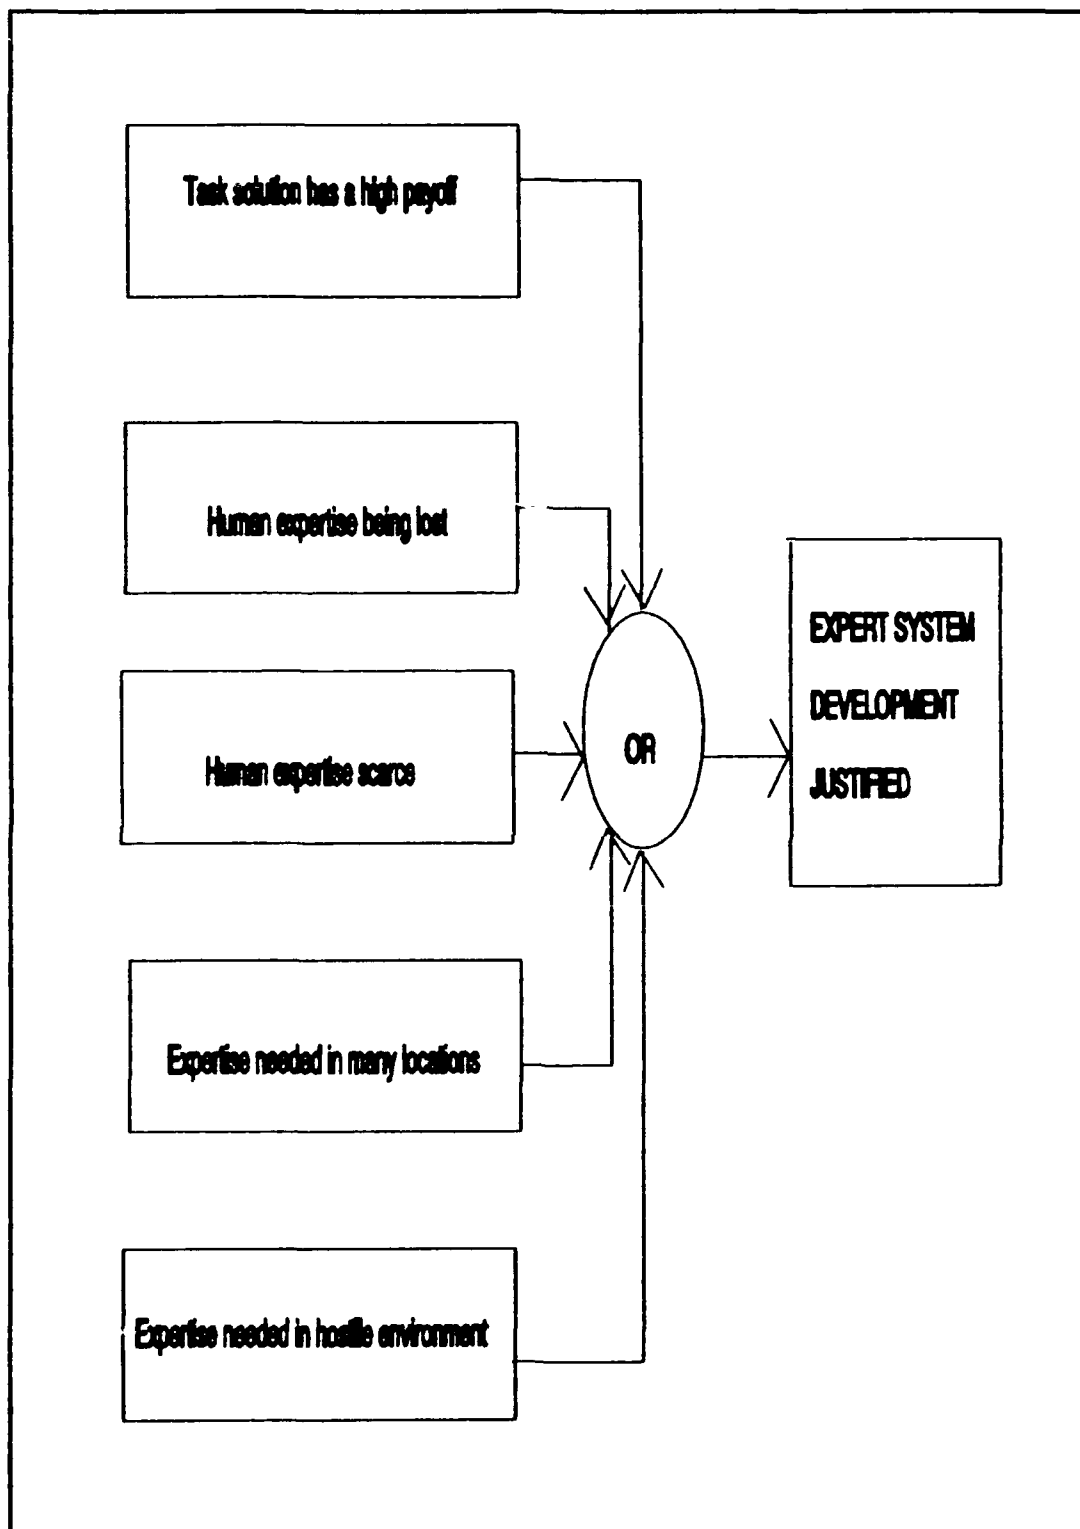 Task solution has a high payoff
Human expertise being lost
Human expertise scarce
Expertise needed in many locations
Expertise needed in hostile environment
OR
EXPERT SYSTEM
DEVELOPMENT
JUSTIFIED